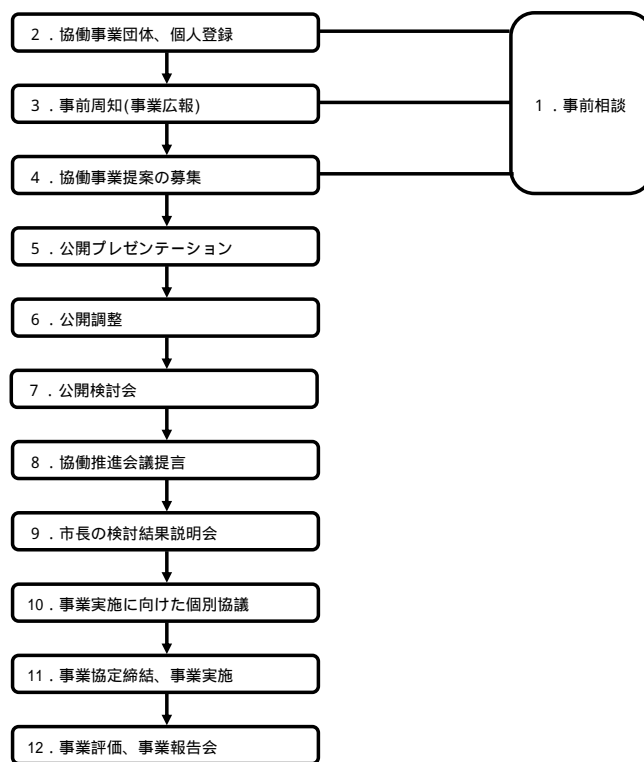 2．協働事業団体、個人登録
1．事前相談
3．事前周知(事業広報)
4．協働事業提案の募集
5．公開プレゼンテーション
6．公開調整
7．公開検討会
8．協働推進会議提言
9．市長の検討結果説明会
10．事業実施に向けた個別協議
11．事業協定締結、事業実施
12．事業評価、事業報告会